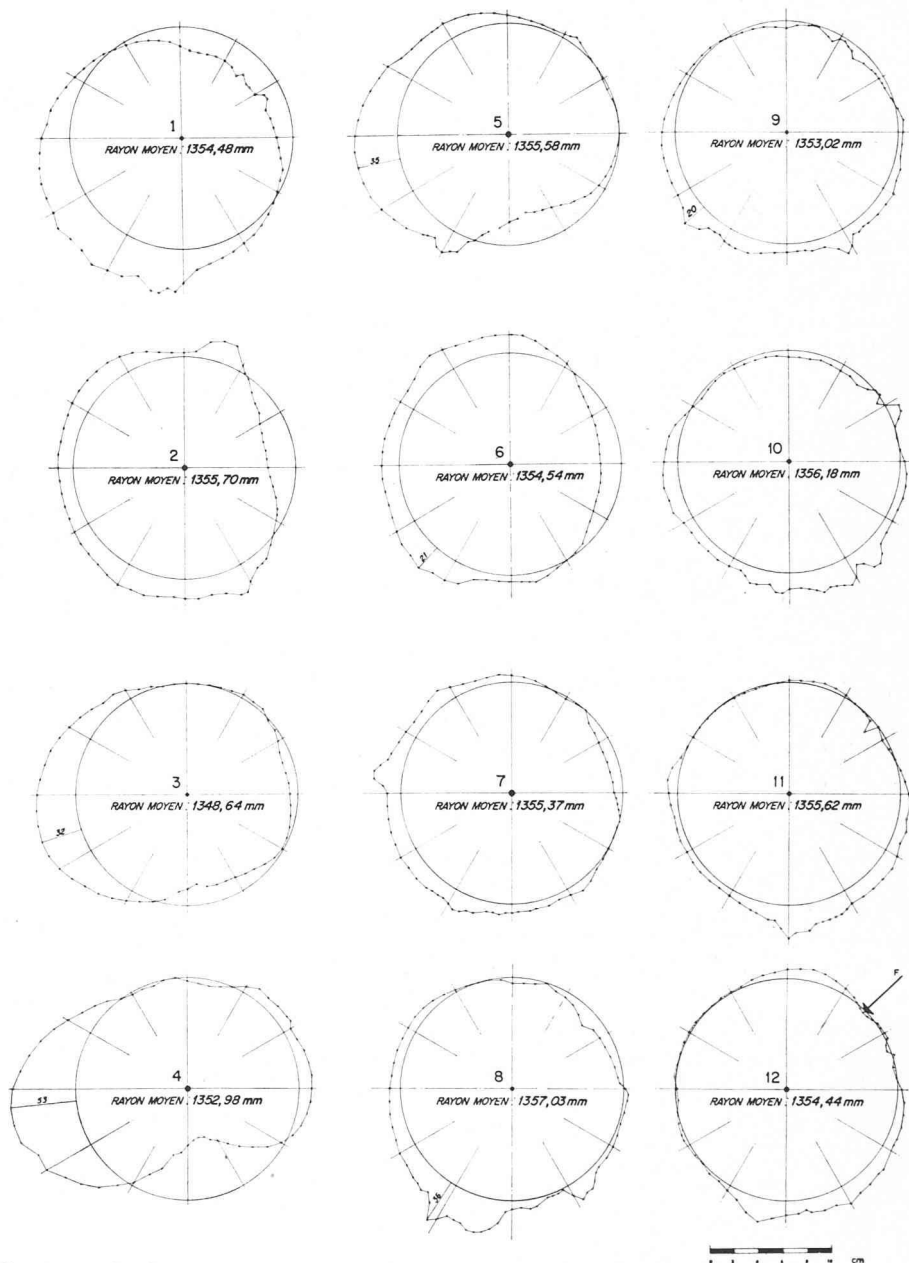 1
RAYON MOYEN : 1354,48 mm
5
RAYON MOYEN : 1355,58 mm
35
9
RAYON MOYEN : 1353,02 mm
20
2
RAYON MOYEN : 1355,70 mm
6
RAYON MOYEN : 1354,54 mm
21
10
RAYON MOYEN : 1356,18 mm
3
RAYON MOYEN : 1348,64 mm
32
7
RAYON MOYEN : 1355,37 mm
11
RAYON MOYEN : 1355,62 mm
4
RAYON MOYEN : 1352,98 mm
53
8
RAYON MOYEN : 1357,03 mm
36
F
12
RAYON MOYEN : 1354,44 mm
cm